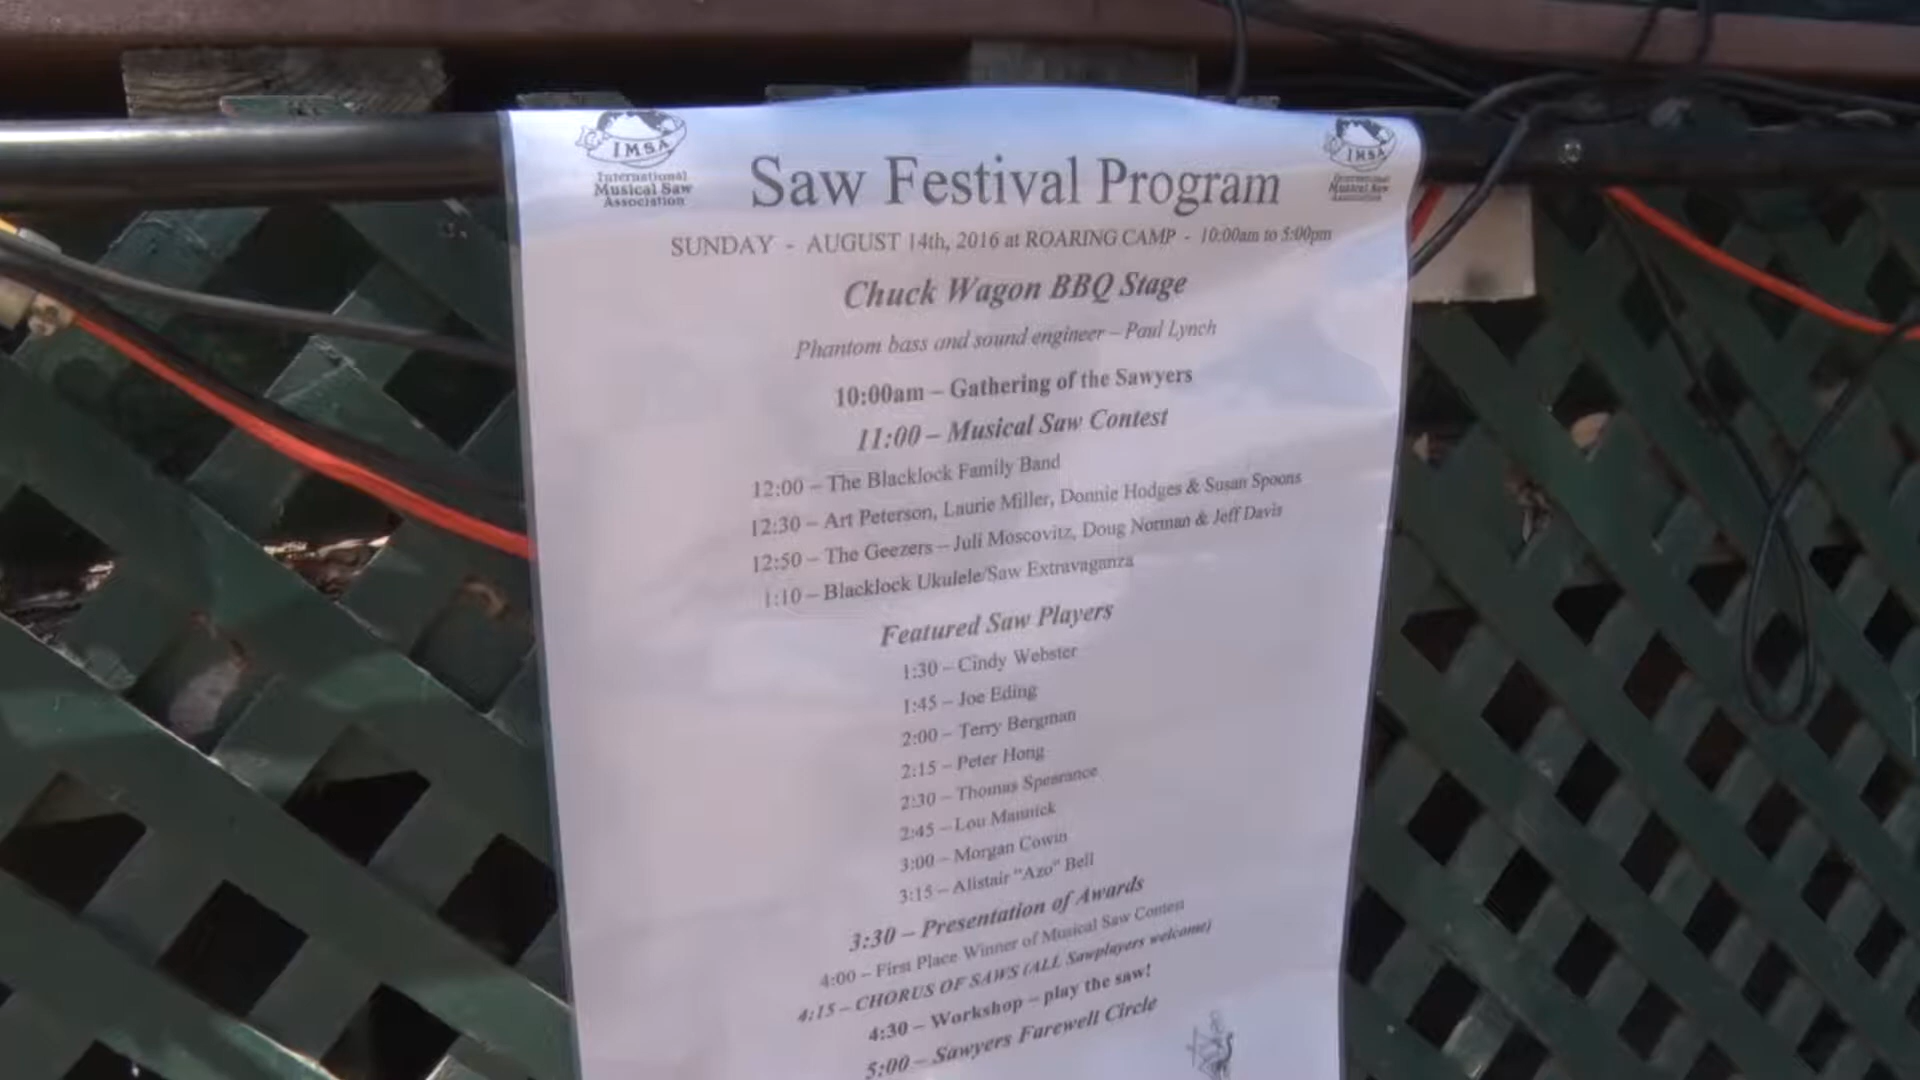 IMSA
International
Musical Saw
Association
IMSA
International
Musical Saw
Association
Saw Festival Program
SUNDAY - AUGUST 14th, 2016 at ROARING CAMP - 10:00am to 5:00pm
Chuck Wagon BBQ Stage
Phantom bass and sound engineer – Paul Lynch
10:00am – Gathering of the Sawyers
11:00 – Musical Saw Contest
12:00 – The Blacklock Family Band
12:30 – Art Peterson, Laurie Miller, Donnie Hodges & Susan Spoons
12:50 – The Geezers – Juli Moscovitz, Doug Norman & Jeff Davis
1:10 – Blacklock Ukulele/Saw Extravaganza
Featured Saw Players
1:30 – Cindy Webster
1:45 – Joe Eding
2:00 – Terry Bergman
2:15 – Peter Hong
2:30 – Thomas Spearance
2:45 – Lou Mannick
3:00 – Morgan Cowin
3:15 – Alistair "Azo" Bell
3:30 – Presentation of Awards
4:00 – First Place Winner of Musical Saw Contest
4:15 – CHORUS OF SAWS (ALL Sawplayers welcome)
4:30 – Workshop – play the saw!
5:00 – Sawyers Farewell Circle